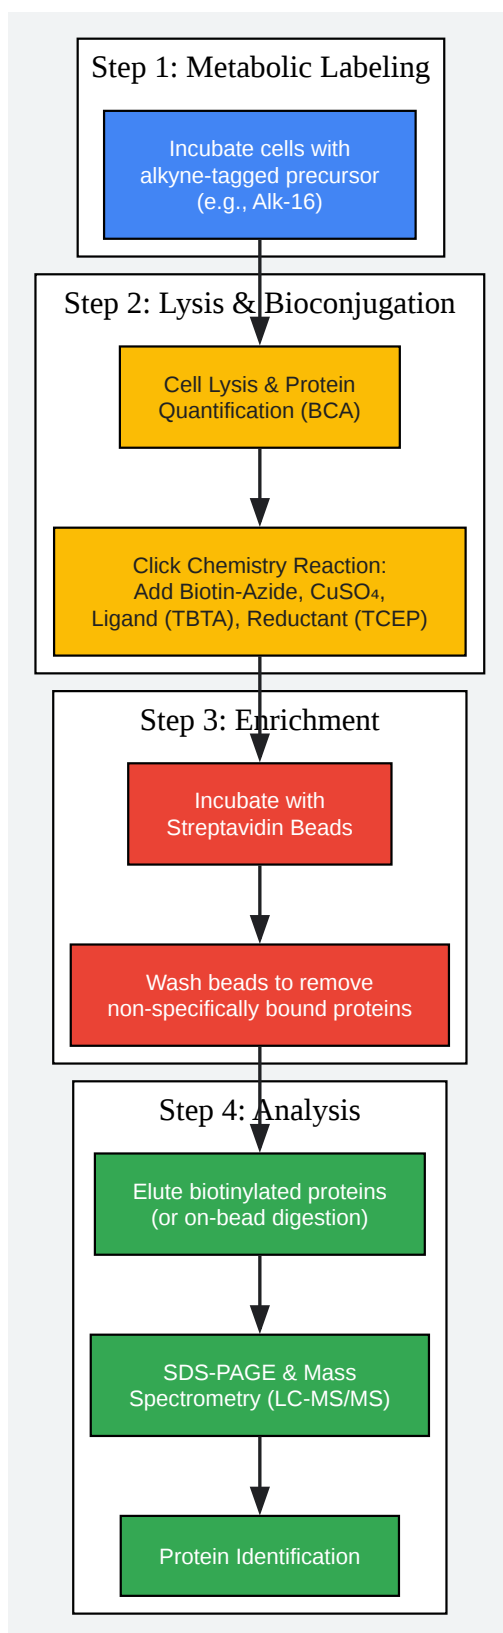 Step 1: Metabolic Labeling
Incubate cells with
alkyne-tagged precursor
(e.g., Alk-16)
Step 2: Lysis & Bioconjugation
Cell Lysis & Protein
Quantification (BCA)
Click Chemistry Reaction:
Add Biotin-Azide, CuSO₄,
Ligand (TBTA), Reductant (TCEP)
Step 3: Enrichment
Incubate with
Streptavidin Beads
Wash beads to remove
non-specifically bound proteins
Step 4: Analysis
Elute biotinylated proteins
(or on-bead digestion)
SDS-PAGE & Mass
Spectrometry (LC-MS/MS)
Protein Identification